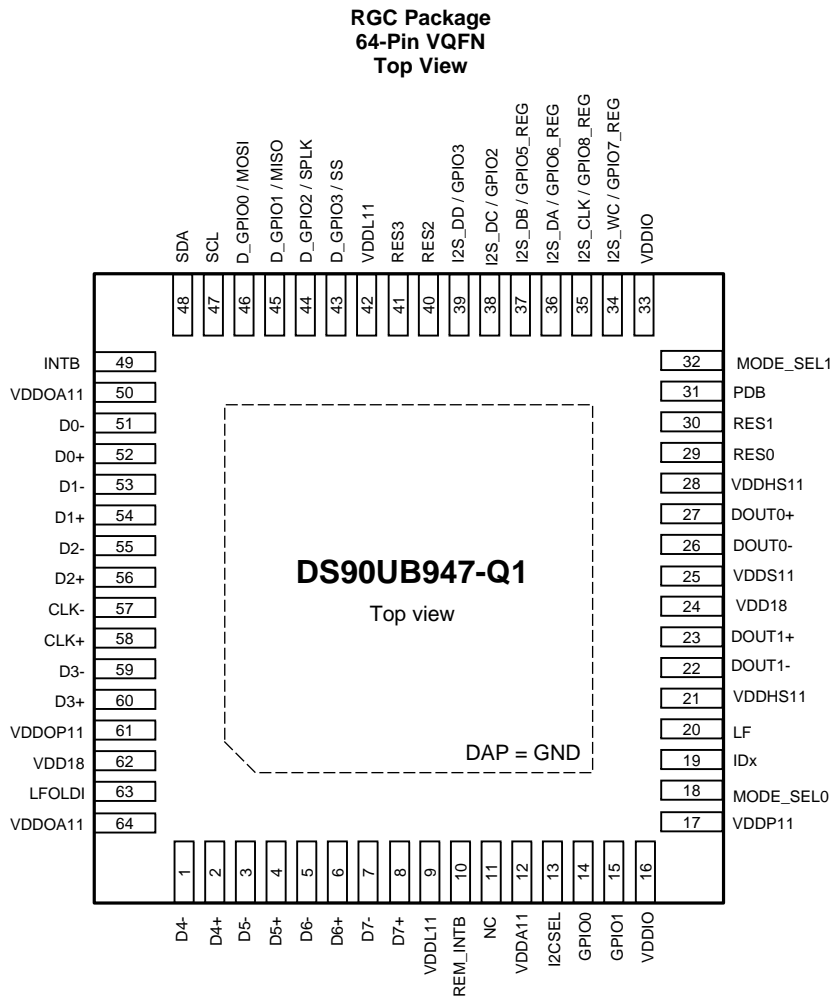 RGC Package
64-Pin VQFN
Top View
SDA
SCL
D_GPIO0 / MOSI
D_GPIO1 / MISO
D_GPIO2 / SPLK
D_GPIO3 / SS
VDDL11
RES3
RES2
I2S_DD / GPIO3
I2S_DC / GPIO2
I2S_DB / GPIO5_REG
I2S_DA / GPIO6_REG
I2S_CLK / GPIO8_REG
I2S_WC / GPIO7_REG
VDDIO
48
47
46
45
44
43
42
41
40
39
38
37
36
35
34
33
INTB 49
VDDOA11 50
D0- 51
D0+ 52
D1- 53
D1+ 54
D2- 55
D2+ 56
CLK- 57
CLK+ 58
D3- 59
D3+ 60
VDDOP11 61
VDD18 62
LFOLDI 63
VDDOA11 64
DS90UB947-Q1
Top view
DAP = GND
32 MODE_SEL1
31 PDB
30 RES1
29 RES0
28 VDDHS11
27 DOUT0+
26 DOUT0-
25 VDDS11
24 VDD18
23 DOUT1+
22 DOUT1-
21 VDDHS11
20 LF
19 IDx
18 MODE_SEL0
17 VDDP11
1
2
3
4
5
6
7
8
9
10
11
12
13
14
15
16
D4-
D4+
D5-
D5+
D6-
D6+
D7-
D7+
VDDL11
REM_INTB
NC
VDDA11
I2CSEL
GPIO0
GPIO1
VDDIO